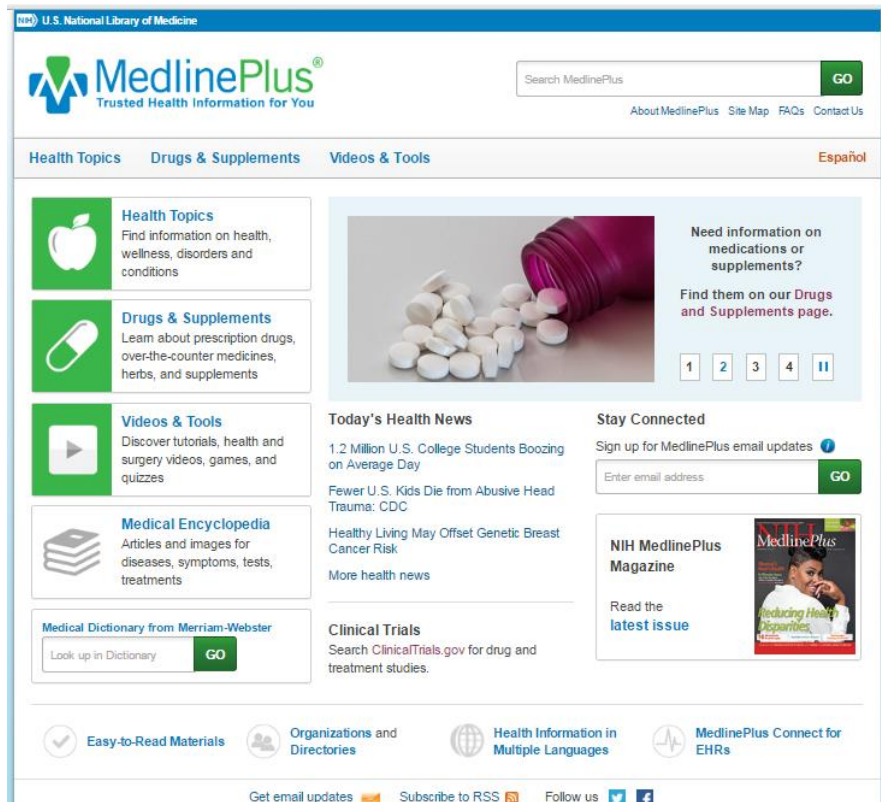 NIH U.S. National Library of Medicine
MedlinePlus®
Trusted Health Information for You
Search MedlinePlus
GO
About MedlinePlus Site Map FAQs Contact Us
Health Topics Drugs & Supplements Videos & Tools Español
Health Topics
Find information on health,
wellness, disorders and
conditions
Drugs & Supplements
Learn about prescription drugs,
over-the-counter medicines,
herbs, and supplements
Videos & Tools
Discover tutorials, health and
surgery videos, games, and
quizzes
Medical Encyclopedia
Articles and images for
diseases, symptoms, tests,
treatments
Medical Dictionary from Merriam-Webster
Look up in Dictionary
GO
Need information on
medications or
supplements?
Find them on our Drugs
and Supplements page.
1 2 3 4
Today's Health News
1.2 Million U.S. College Students Boozing
on Average Day
Fewer U.S. Kids Die from Abusive Head
Trauma: CDC
Healthy Living May Offset Genetic Breast
Cancer Risk
More health news
Clinical Trials
Search ClinicalTrials.gov for drug and
treatment studies.
Stay Connected
Sign up for MedlinePlus email updates
Enter email address
GO
NIH MedlinePlus
Magazine
Read the
latest issue
NIH
MedlinePlus
Reducing Health
Disparities
Easy-to-Read Materials
Organizations and
Directories
Health Information in
Multiple Languages
MedlinePlus Connect for
EHRs
Get email updates Subscribe to RSS Follow us